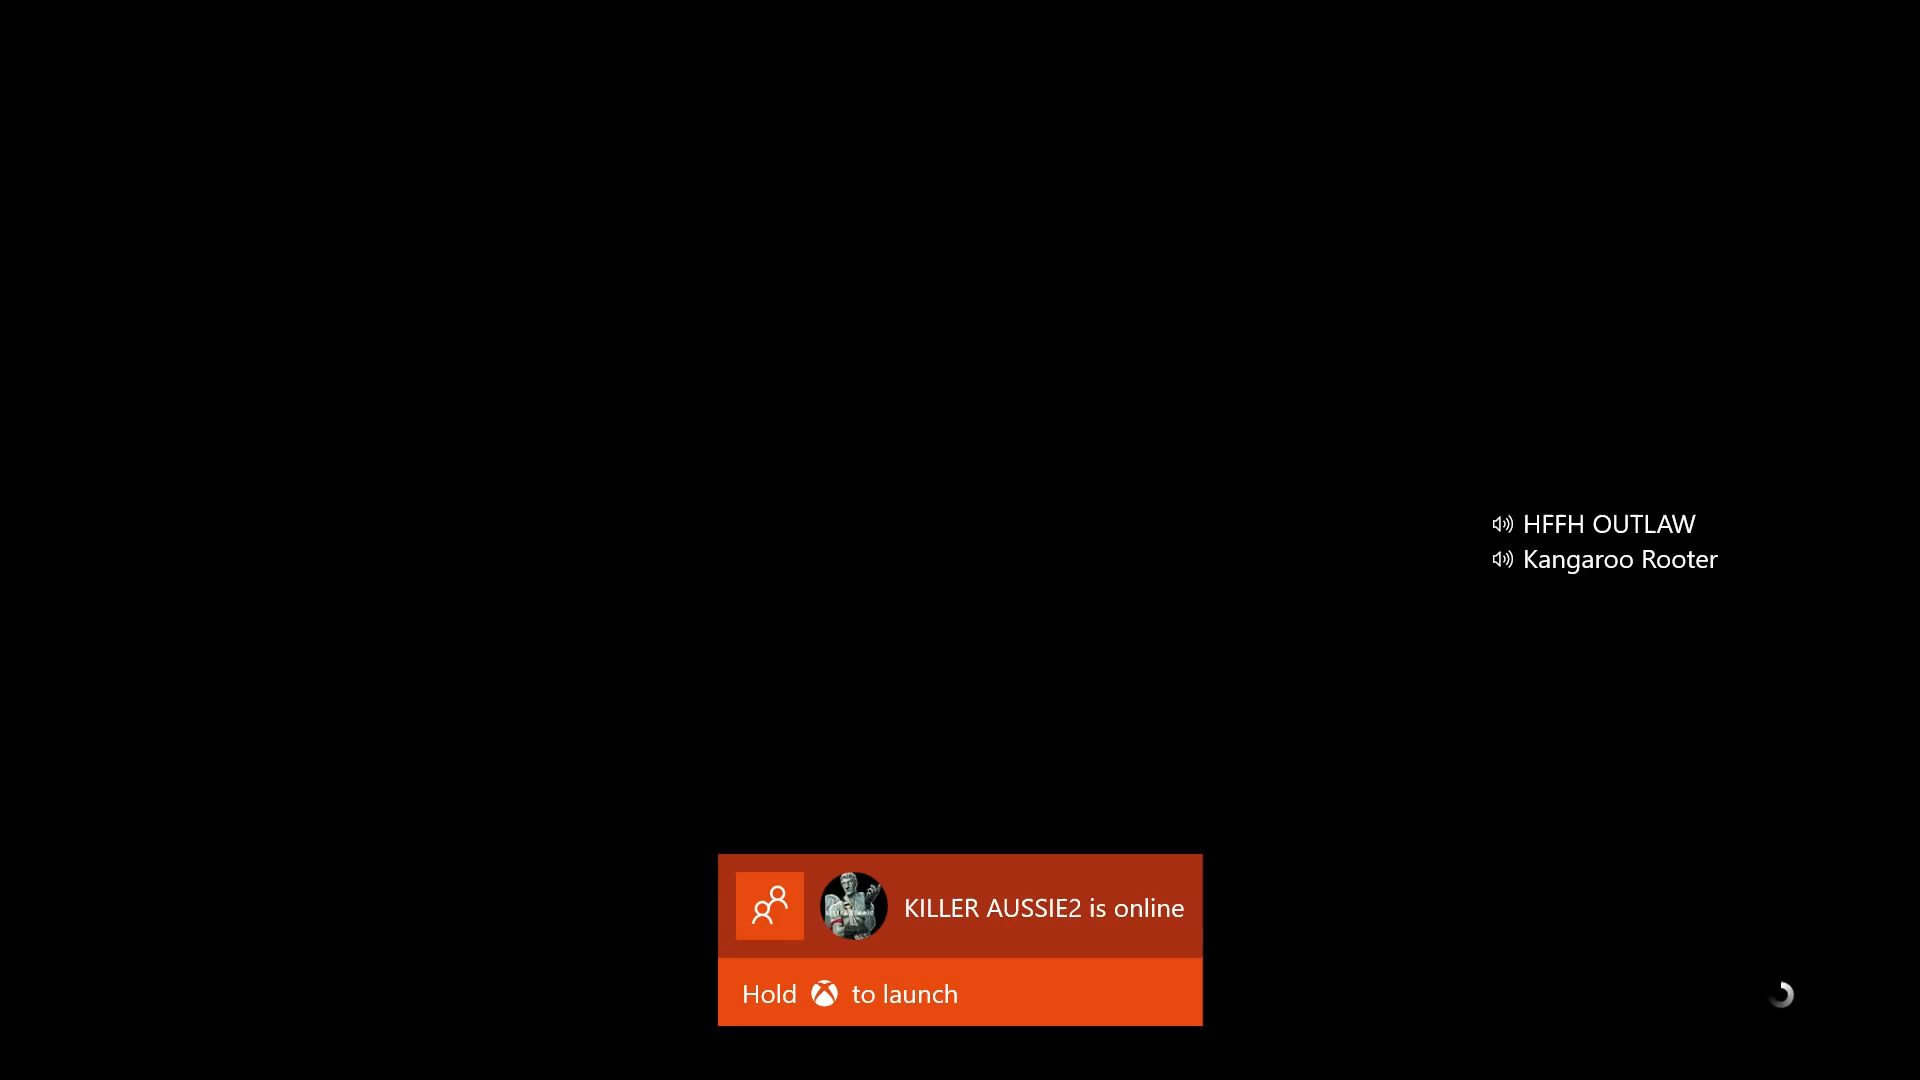 HFFH OUTLAW
Kangaroo Rooter
KILLER AUSSIE2 is online
Hold to launch